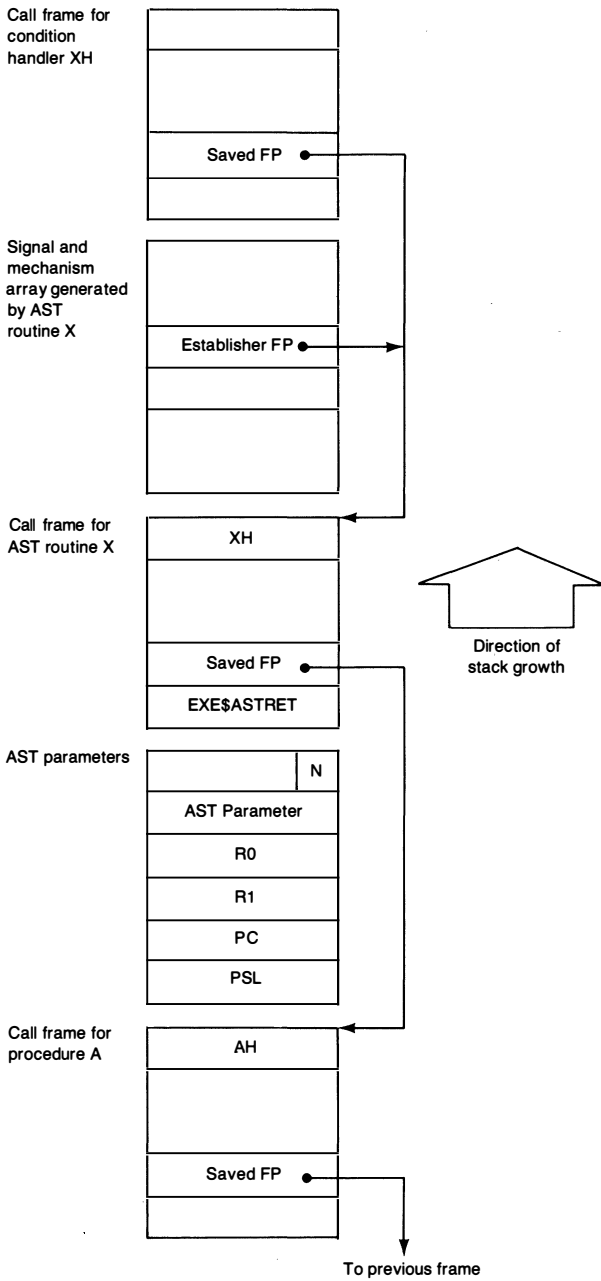 Call frame for
condition
handler XH
Saved FP
Signal and
mechanism
array generated
by AST
routine X
Establisher FP
Call frame for
AST routine X
XH
Saved FP
EXE$ASTRET
Direction of
stack growth
AST parameters
N
AST Parameter
R0
R1
PC
PSL
Call frame for
procedure A
AH
Saved FP
To previous frame